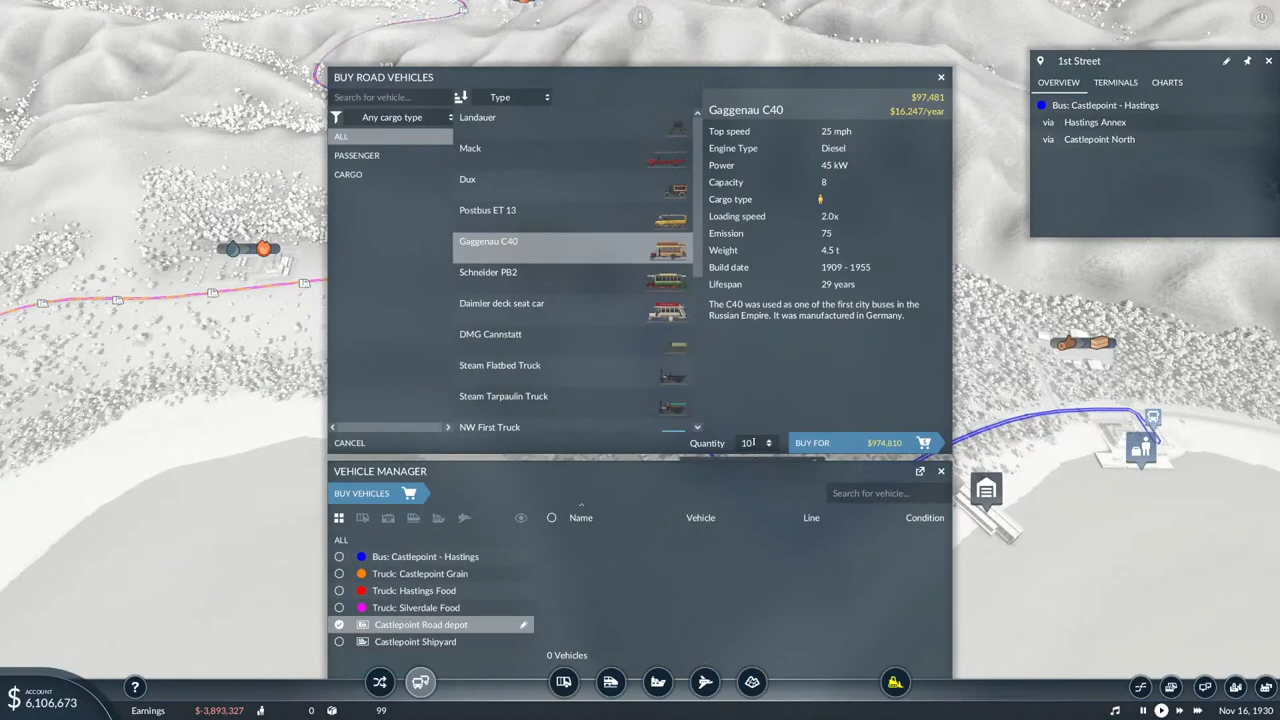 BUY ROAD VEHICLES
Search for vehicle...
Type
Any cargo type
ALL
PASSENGER
CARGO
Landauer
Mack
Dux
Postbus ET 13
Gaggenau C40
Schneider PB2
Daimler deck seat car
DMG Cannstatt
Steam Flatbed Truck
Steam Tarpaulin Truck
NW First Truck
$97,481
Gaggenau C40
$16,247/year
Top speed 25 mph
Engine Type Diesel
Power 45 kW
Capacity 8
Cargo type
Loading speed 2.0x
Emission 75
Weight 4.5 t
Build date 1909 - 1955
Lifespan 29 years
The C40 was used as one of the first city buses in the
Russian Empire. It was manufactured in Germany.
CANCEL
Quantity 10
BUY FOR $974,810
1st Street
OVERVIEW TERMINALS CHARTS
Bus: Castlepoint - Hastings
via Hastings Annex
via Castlepoint North
VEHICLE MANAGER
BUY VEHICLES
Search for vehicle...
Name Vehicle Line Condition
ALL
Bus: Castlepoint - Hastings
Truck: Castlepoint Grain
Truck: Hastings Food
Truck: Silverdale Food
Castlepoint Road depot
Castlepoint Shipyard
0 Vehicles
$ ACCOUNT
6,106,673
?
Earnings $-3,893,327 0 99
Nov 16, 1930